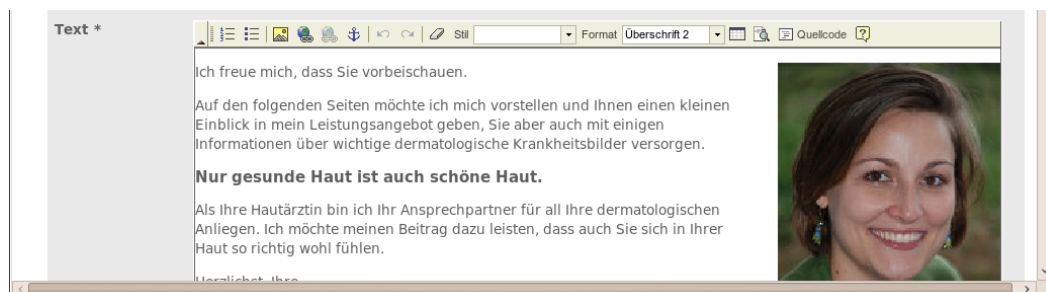 Text *
Stil
Format Überschrift 2
Quellcode
Ich freue mich, dass Sie vorbeischauen.
Auf den folgenden Seiten möchte ich mich vorstellen und Ihnen einen kleinen
Einblick in mein Leistungsangebot geben, Sie aber auch mit einigen
Informationen über wichtige dermatologische Krankheitsbilder versorgen.
Nur gesunde Haut ist auch schöne Haut.
Als Ihre Hautärztin bin ich Ihr Ansprechpartner für all Ihre dermatologischen
Anliegen. Ich möchte meinen Beitrag dazu leisten, dass auch Sie sich in Ihrer
Haut so richtig wohl fühlen.
Herzlichst, Ihre